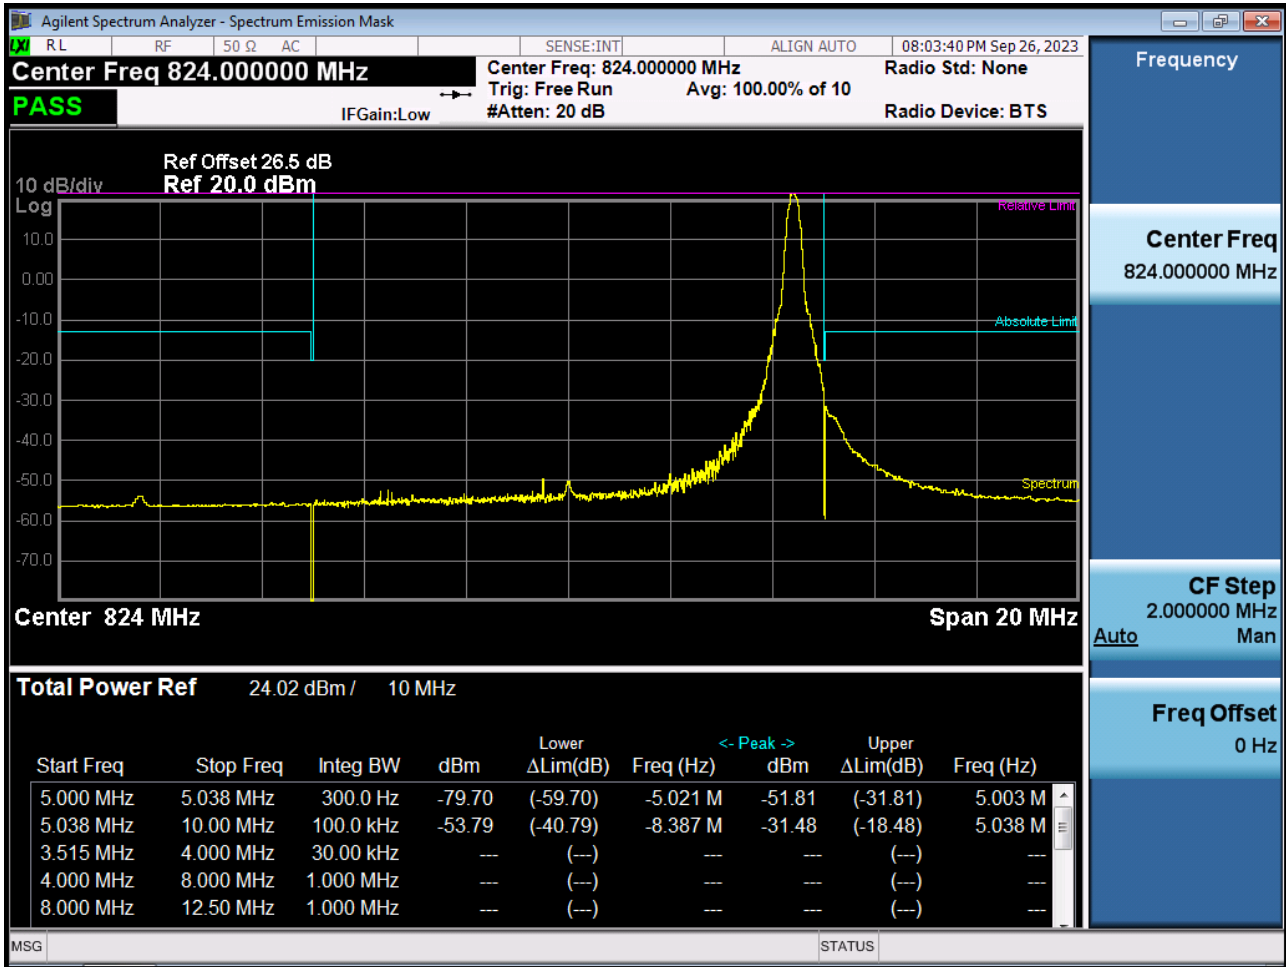 Agilent Spectrum Analyzer - Spectrum Emission Mask
LXI RL RF 50 Ω AC SENSE:INT ALIGN AUTO 08:03:40 PM Sep 26, 2023
Center Freq 824.000000 MHz
Center Freq: 824.000000 MHz Radio Std: None
Trig: Free Run Avg: 100.00% of 10
PASS IFGain:Low #Atten: 20 dB Radio Device: BTS
Ref Offset 26.5 dB
10 dB/div Ref 20.0 dBm
Log
Relative Limit
10.0
0.00
-10.0
Absolute Limit
-20.0
-30.0
-40.0
-50.0
Spectrum
-60.0
-70.0
Center 824 MHz Span 20 MHz
Total Power Ref 24.02 dBm / 10 MHz
Lower <- Peak -> Upper
Start Freq Stop Freq Integ BW dBm ΔLim(dB) Freq (Hz) dBm ΔLim(dB) Freq (Hz)
5.000 MHz 5.038 MHz 300.0 Hz -79.70 (-59.70) -5.021 M -51.81 (-31.81) 5.003 M
5.038 MHz 10.00 MHz 100.0 kHz -53.79 (-40.79) -8.387 M -31.48 (-18.48) 5.038 M
3.515 MHz 4.000 MHz 30.00 kHz --- (---) --- --- (---) ---
4.000 MHz 8.000 MHz 1.000 MHz --- (---) --- --- (---) ---
8.000 MHz 12.50 MHz 1.000 MHz --- (---) --- --- (---) ---
MSG STATUS
Frequency
Center Freq
824.000000 MHz
CF Step
2.000000 MHz
Auto Man
Freq Offset
0 Hz